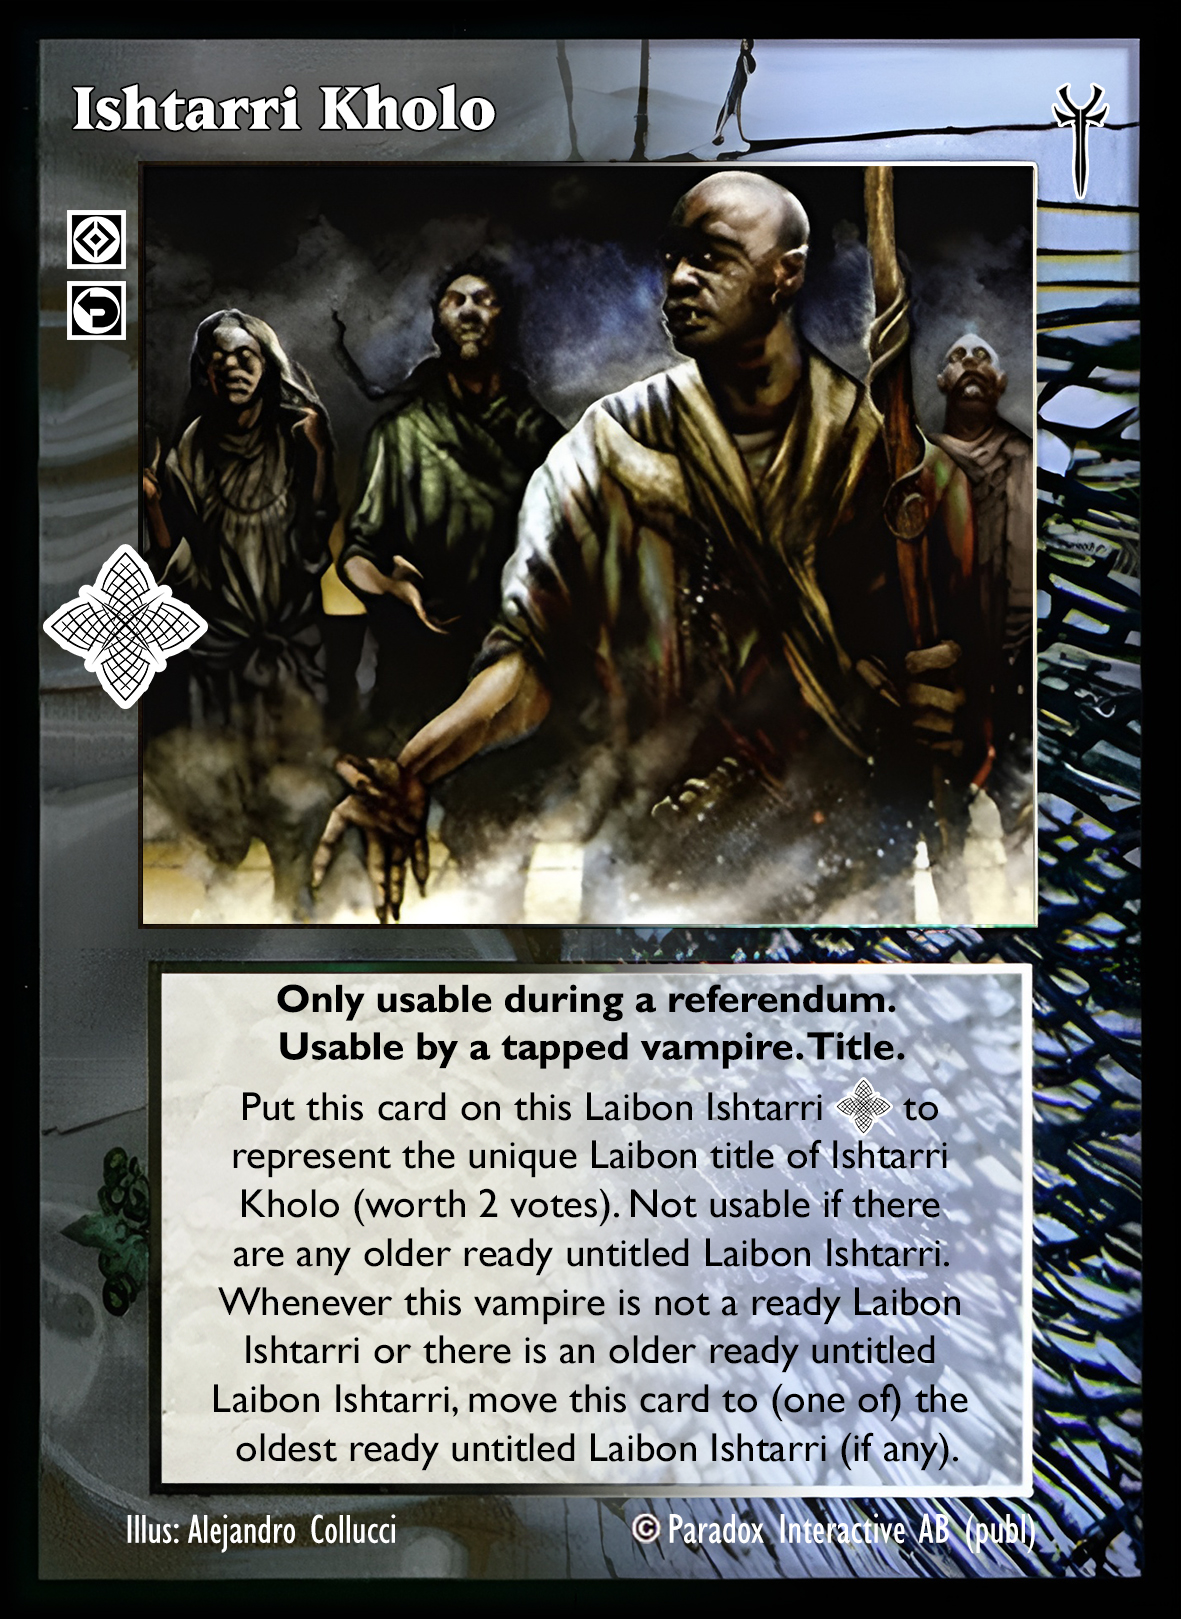 Ishtarri Kholo
Only usable during a referendum.
Usable by a tapped vampire. Title.
Put this card on this Laibon Ishtarri to
represent the unique Laibon title of Ishtarri
Kholo (worth 2 votes). Not usable if there
are any older ready untitled Laibon Ishtarri.
Whenever this vampire is not a ready Laibon
Ishtarri or there is an older ready untitled
Laibon Ishtarri, move this card to (one of) the
oldest ready untitled Laibon Ishtarri (if any).
Illus: Alejandro Collucci
© Paradox Interactive AB (publ)